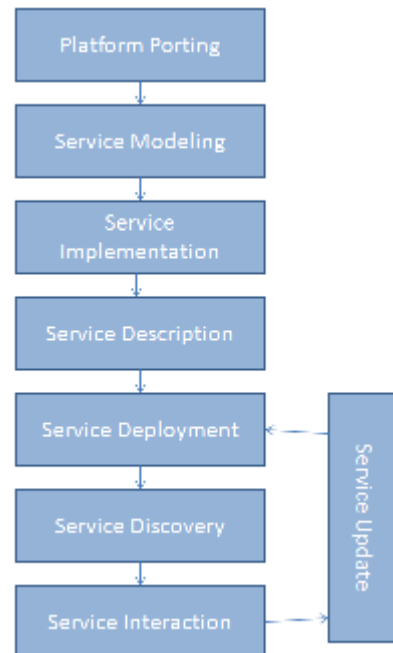 Platform Porting
Service Modeling
Service
Implementation
Service Description
Service Deployment
Service Discovery
Service Interaction
Service Update